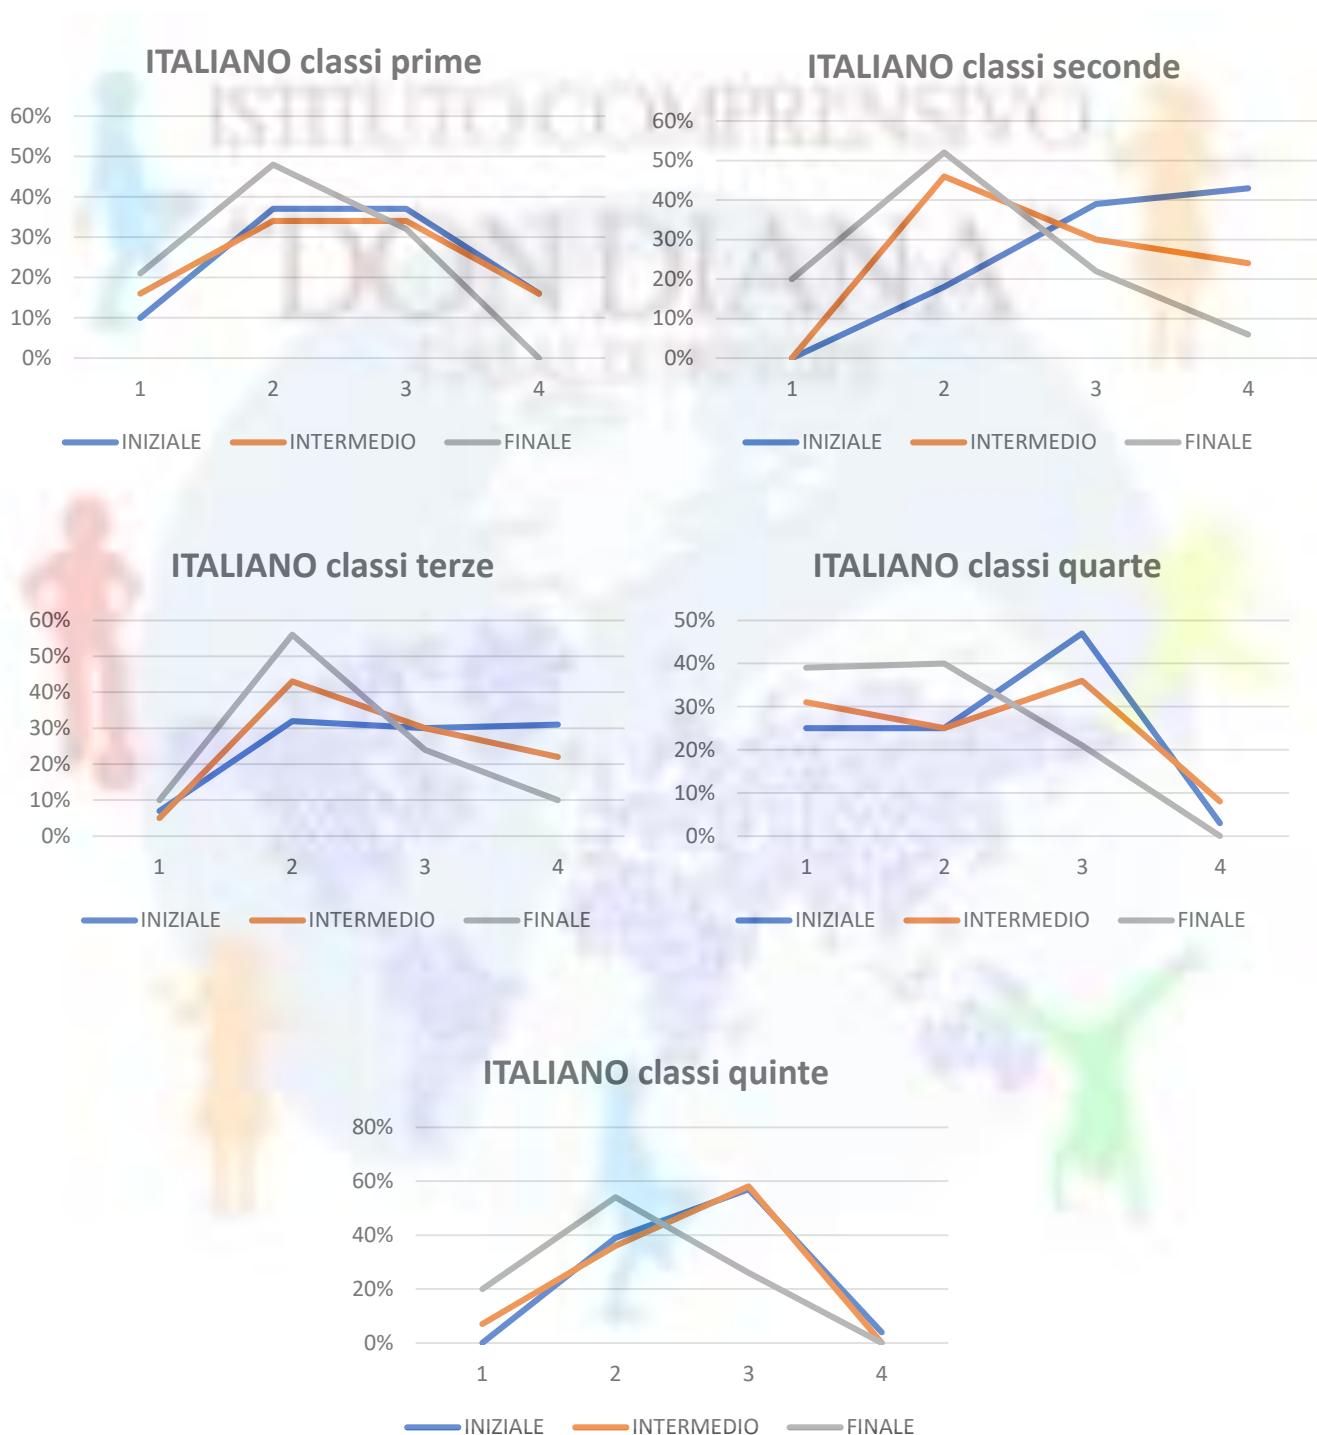 ITALIANO classi prime
60%
50%
40%
30%
20%
10%
0%
1 2 3 4
INIZIALE INTERMEDIO FINALE
ITALIANO classi seconde
60%
50%
40%
30%
20%
10%
0%
1 2 3 4
INIZIALE INTERMEDIO FINALE
ISTITUTO COMPRENSIVO
DON DIANA
ITALIANO classi terze
60%
50%
40%
30%
20%
10%
0%
1 2 3 4
INIZIALE INTERMEDIO FINALE
ITALIANO classi quarte
50%
40%
30%
20%
10%
0%
1 2 3 4
INIZIALE INTERMEDIO FINALE
ITALIANO classi quinte
80%
60%
40%
20%
0%
1 2 3 4
INIZIALE INTERMEDIO FINALE